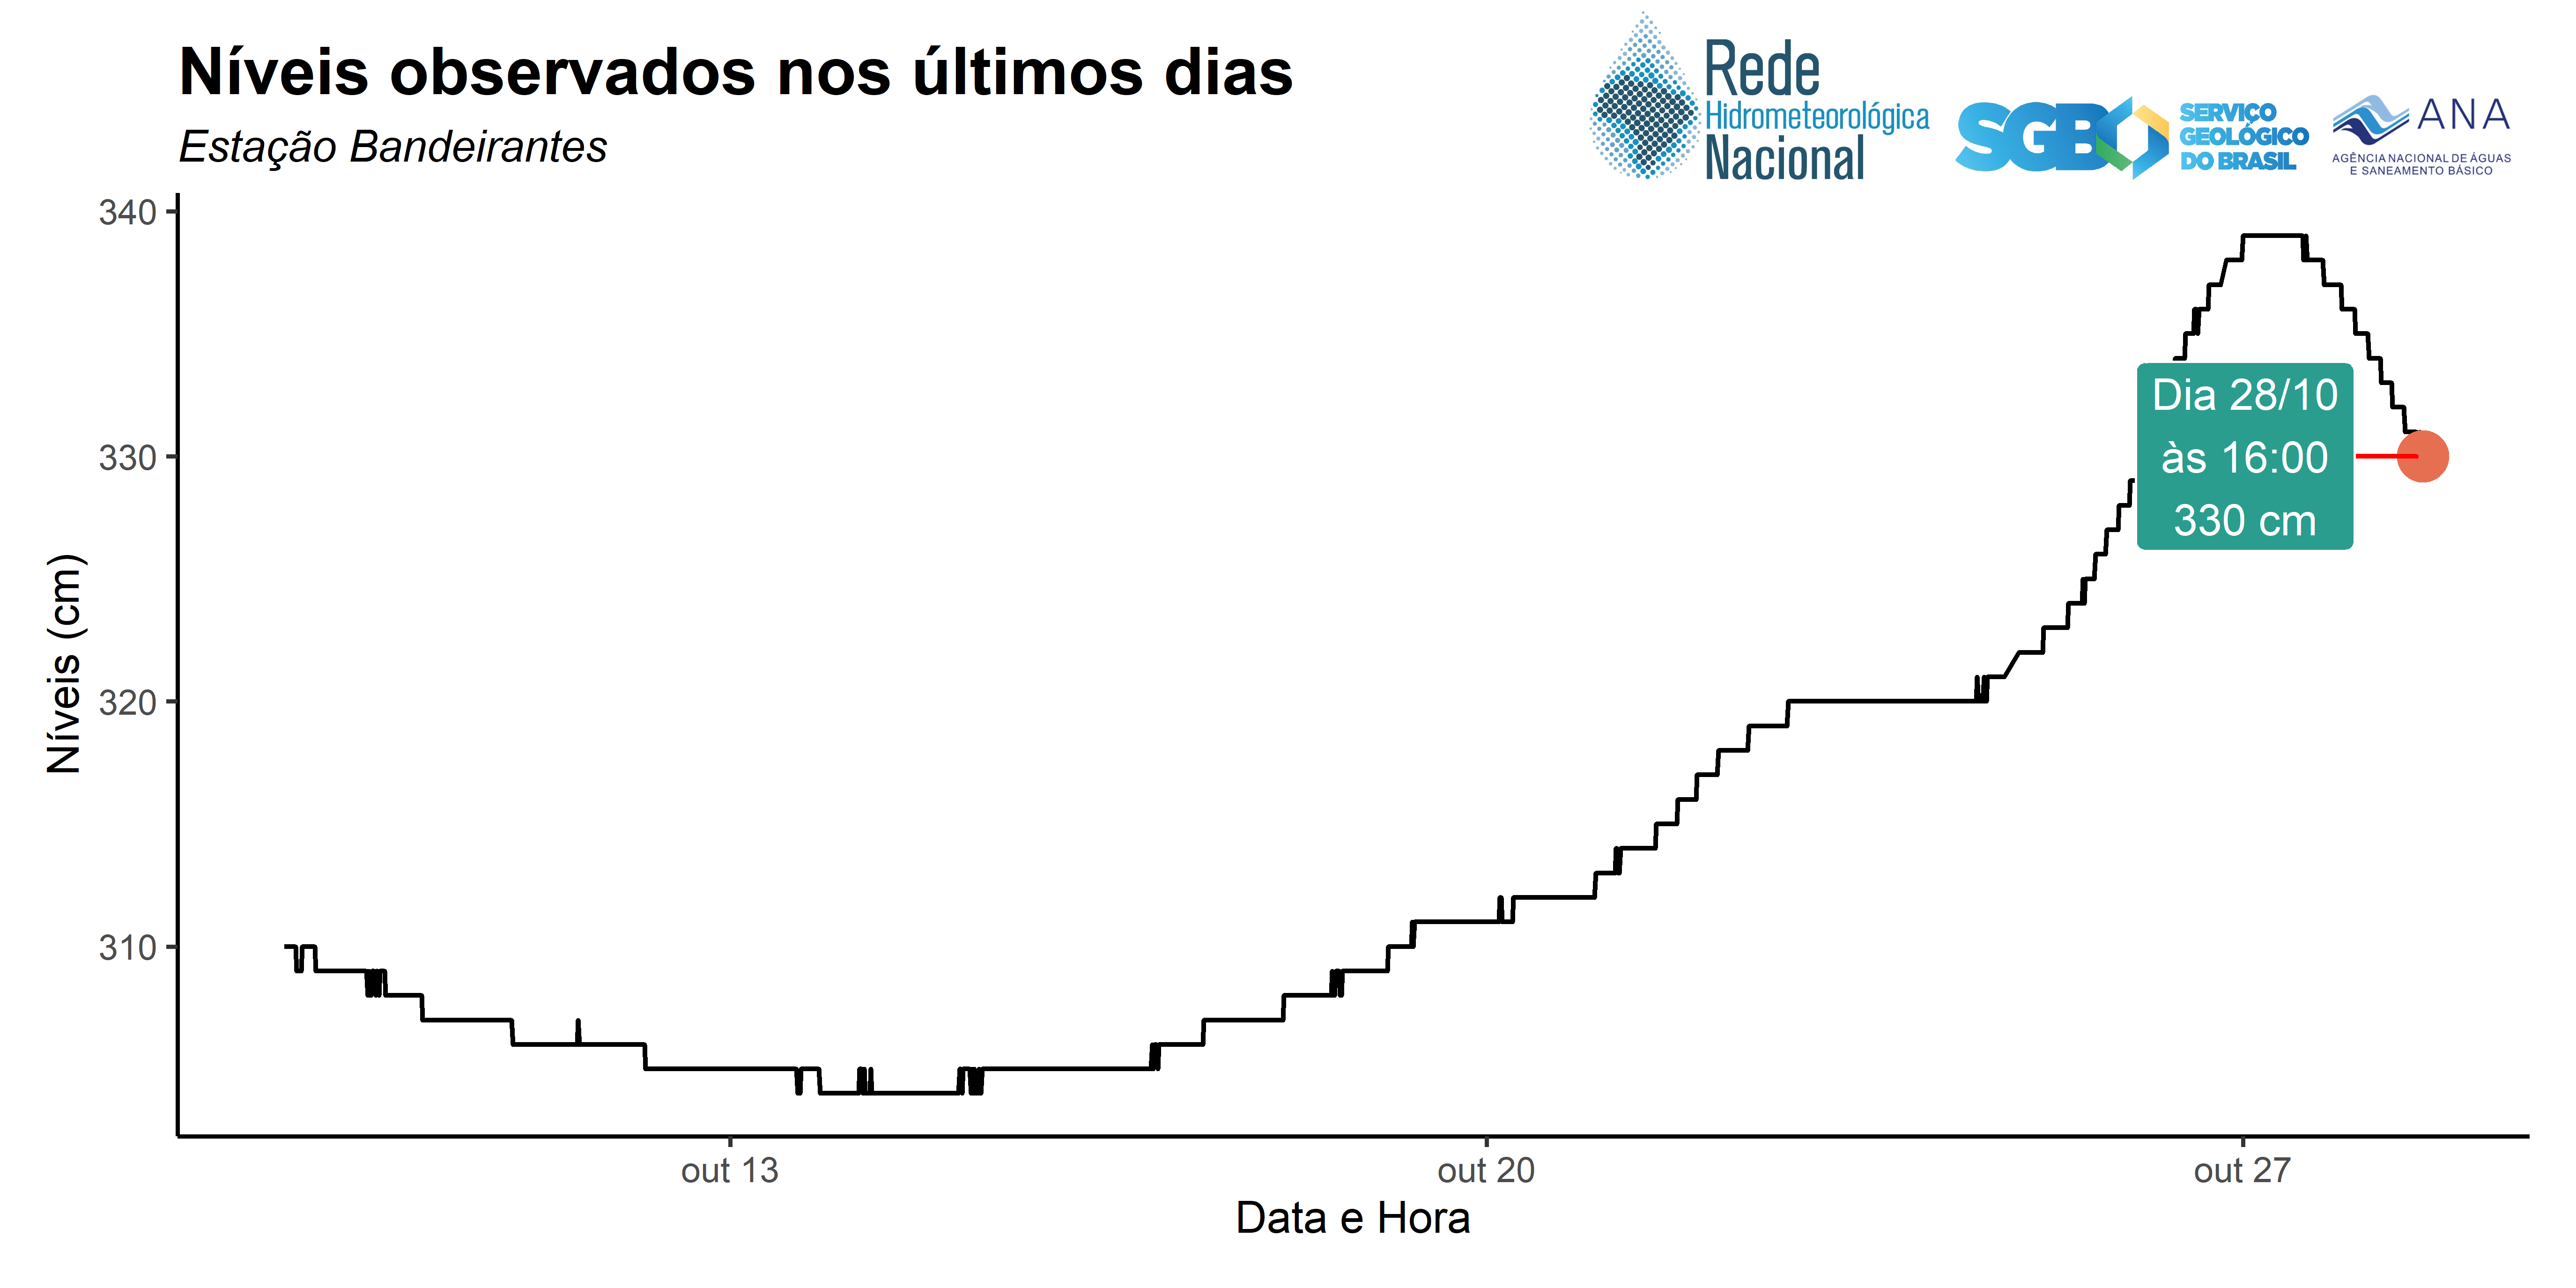 Níveis observados nos últimos dias
Estação Bandeirantes
Rede
Hidrometeorológica
Nacional
SGB
SERVIÇO
GEOLÓGICO
DO BRASIL
ANA
AGÊNCIA NACIONAL DE ÁGUAS
E SANEAMENTO BÁSICO
340
330
320
310
Níveis (cm)
Dia 28/10
às 16:00
330 cm
out 13
out 20
out 27
Data e Hora